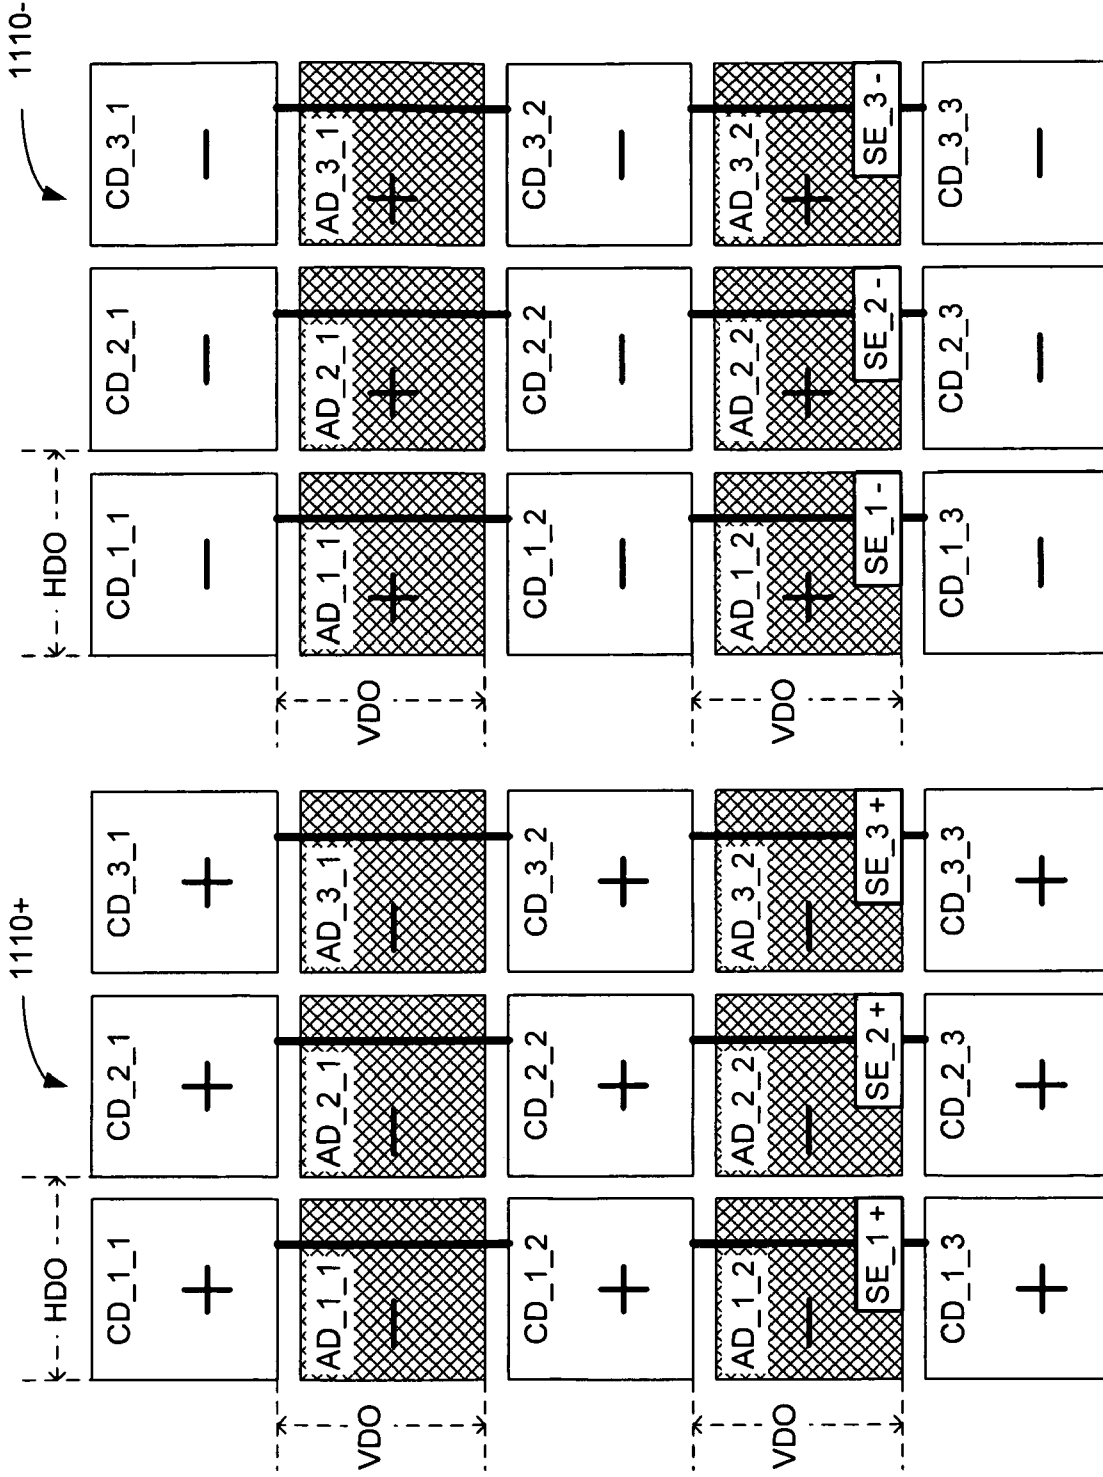 1110+
1110-
HDO
HDO
CD_1_1
CD_2_1
CD_3_1
CD_1_1
CD_2_1
CD_3_1
+
+
+
−
−
−
AD_1_1
AD_2_1
AD_3_1
AD_1_1
AD_2_1
AD_3_1
VDO
VDO
−
−
−
+
+
+
CD_1_2
CD_2_2
CD_3_2
CD_1_2
CD_2_2
CD_3_2
+
+
+
−
−
−
AD_1_2
AD_2_2
AD_3_2
AD_1_2
AD_2_2
AD_3_2
VDO
VDO
−
−
−
+
+
+
SE_1 +
SE_2 +
SE_3 +
SE_1 -
SE_2 -
SE_3 -
CD_1_3
CD_2_3
CD_3_3
CD_1_3
CD_2_3
CD_3_3
+
+
+
−
−
−